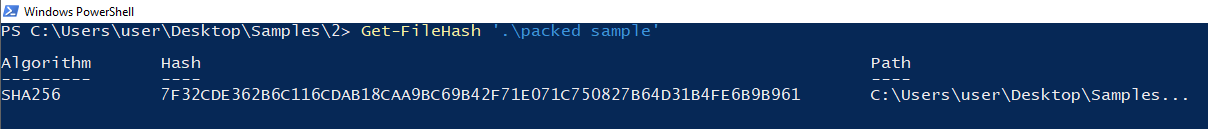 Windows PowerShell
PS C:\Users\user\Desktop\Samples\2> Get-FileHash '.\packed sample'
Algorithm Hash Path
--------- ---- ----
SHA256 7F32CDE362B6C116CDAB18CAA9BC69B42F71E071C750827B64D31B4FE6B9B961 C:\Users\user\Desktop\Samples...